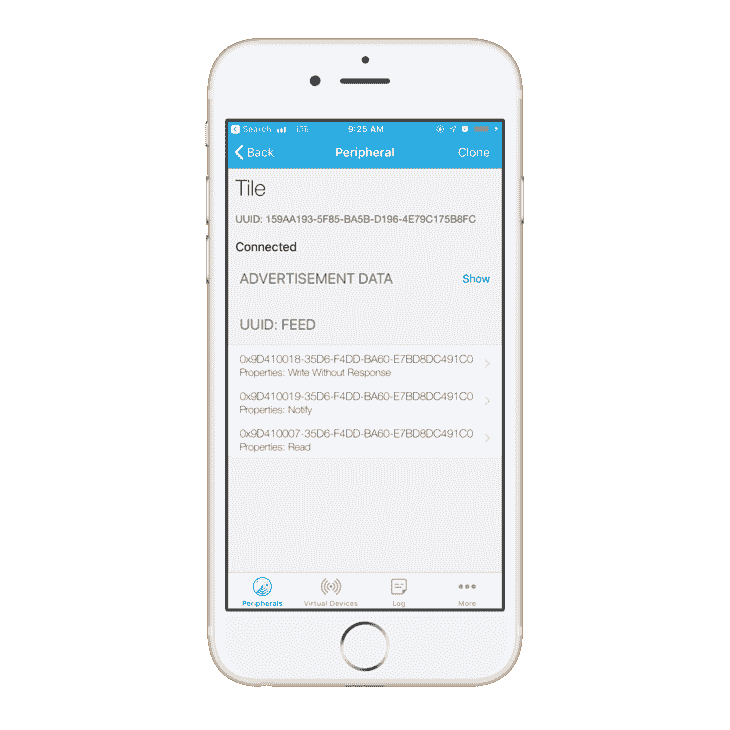 Search LTE 9:25 AM
Back Peripheral Clone
Tile
UUID: 159AA193-5F85-BA5B-D196-4E79C175B8FC
Connected
ADVERTISEMENT DATA Show
UUID: FEED
0x9D410018-35D6-F4DD-BA60-E7BD8DC491C0
Properties: Write Without Response
0x9D410019-35D6-F4DD-BA60-E7BD8DC491C0
Properties: Notify
0x9D410007-35D6-F4DD-BA60-E7BD8DC491C0
Properties: Read
Peripherals Virtual Devices Log More